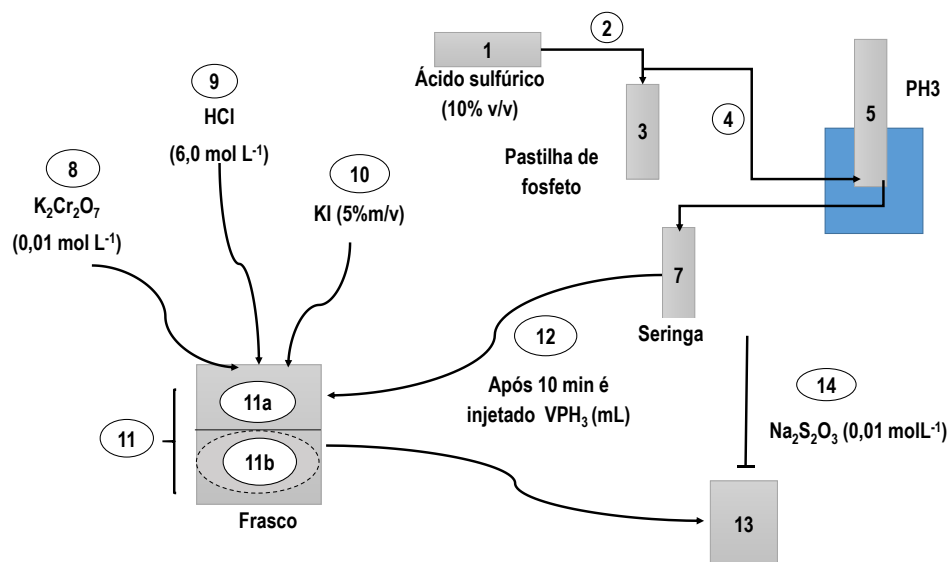 1
Ácido sulfúrico
(10% v/v)
2
3
Pastilha de
fosfeto
4
5
PH3
7
Seringa
8
K₂Cr₂O₇
(0,01 mol L⁻¹)
9
HCl
(6,0 mol L⁻¹)
10
KI (5%m/v)
11
11a
11b
Frasco
12
Após 10 min é
injetado VPH₃ (mL)
13
14
Na₂S₂O₃ (0,01 molL⁻¹)